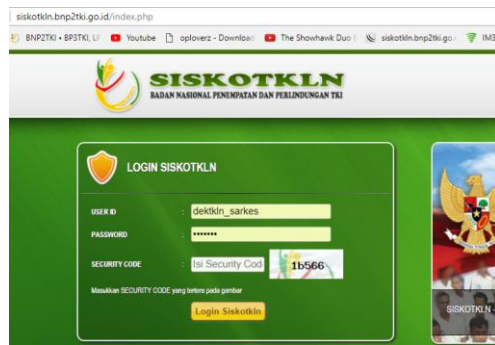 siskotkln.bnp2tki.go.id/index.php
BNP2TKI • BP3TKI, LP Youtube oploverz - Download The Showhawk Duo siskotkln.bnp2tki.go. IM3
SISKOTKLN
BADAN NASIONAL PENEMPATAN DAN PERLINDUNGAN TKI
LOGIN SISKOTKLN
USER ID : dektkln_sarkes
PASSWORD : •••••••
SECURITY CODE : Isi Security Cod 1b566
Masukkan SECURITY CODE yang tertera pada gambar
Login Siskotkln
SISKOTKLN -